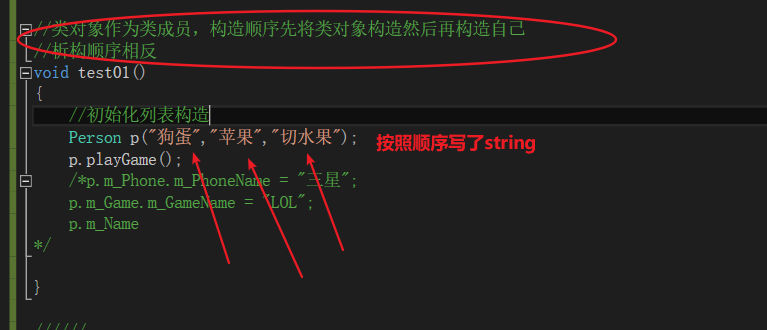 //类对象作为类成员，构造顺序先将类对象构造然后再构造自己
//析构顺序相反
void test01()
{
//初始化列表构造
Person p("狗蛋","苹果","切水果");
按照顺序写了string
p.playGame();
/*p.m_Phone.m_PhoneName = "三星";
p.m_Game.m_GameName = "LOL";
p.m_Name
*/
}
//////